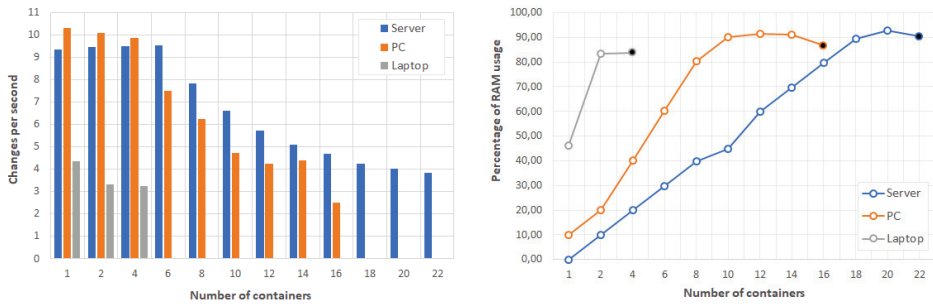 11
10
9
8
7
6
5
4
3
2
1
0
Changes per second
Server
PC
Laptop
1 2 4 6 8 10 12 14 16 18 20 22
Number of containers
100,00
90,00
80,00
70,00
60,00
50,00
40,00
30,00
20,00
10,00
0,00
Percentage of RAM usage
Server
PC
Laptop
1 2 4 6 8 10 12 14 16 18 20 22
Number of containers